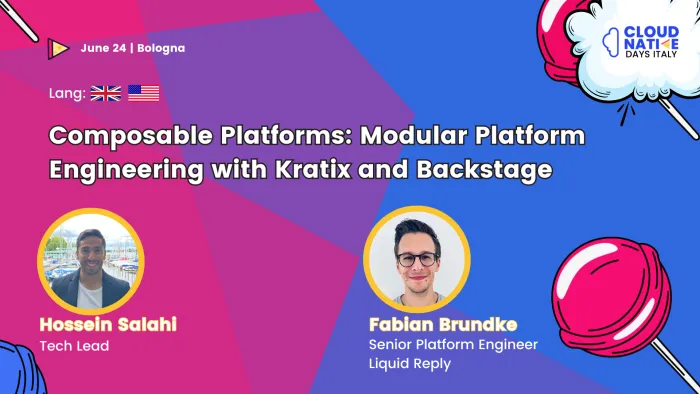 June 24 | Bologna
CLOUD
NATIVE
DAYS ITALY
Lang:
Composable Platforms: Modular Platform
Engineering with Kratix and Backstage
Hossein Salahi
Tech Lead
Fabian Brundke
Senior Platform Engineer
Liquid Reply